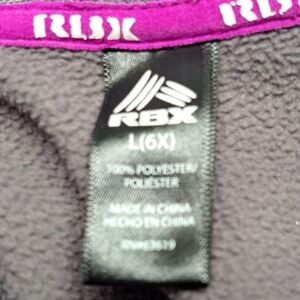 RBX
RBX
RBX
L(6X)
100% POLYESTER/
POLIESTER
MADE IN CHINA
HECHO EN CHINA